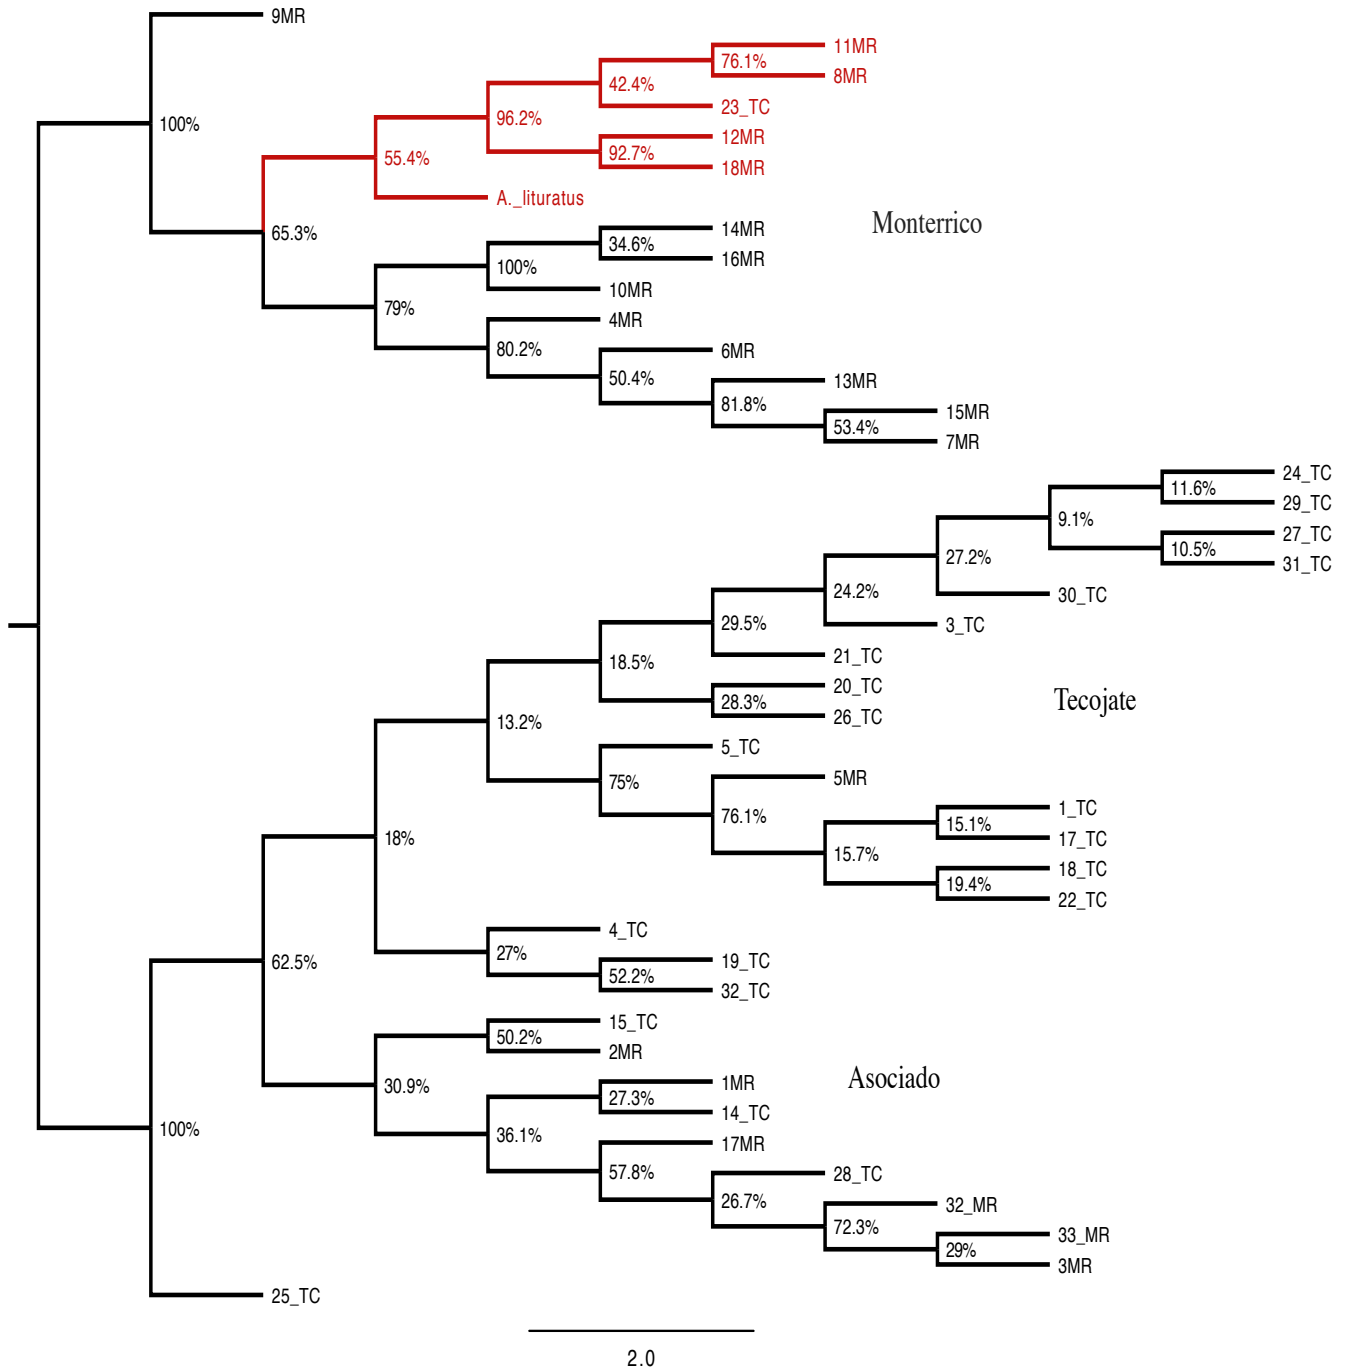 9MR
11MR
76.1%
8MR
42.4%
23_TC
96.2%
12MR
100%
92.7%
55.4%
18MR
A._lituratus
14MR
Monterrico
65.3%
34.6%
16MR
100%
10MR
79%
4MR
80.2%
6MR
50.4%
13MR
81.8%
15MR
53.4%
7MR
24_TC
11.6%
29_TC
9.1%
27_TC
10.5%
27.2%
31_TC
24.2%
30_TC
29.5%
3_TC
21_TC
18.5%
20_TC
28.3%
Tecojate
26_TC
13.2%
5_TC
75%
5MR
76.1%
1_TC
15.1%
18%
17_TC
15.7%
18_TC
19.4%
22_TC
4_TC
27%
19_TC
62.5%
52.2%
32_TC
15_TC
50.2%
2MR
1MR
Asociado
30.9%
27.3%
14_TC
100%
36.1%
17MR
57.8%
28_TC
26.7%
32_MR
72.3%
33_MR
29%
3MR
25_TC
2.0